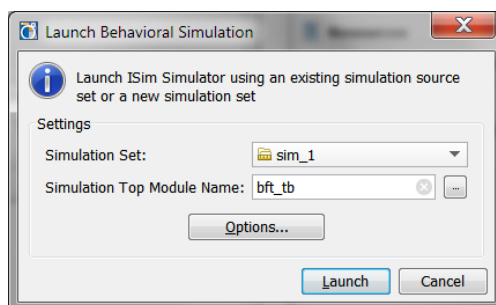 Launch Behavioral Simulation
Launch ISim Simulator using an existing simulation source
set or a new simulation set
Settings
Simulation Set: sim_1
Simulation Top Module Name: bft_tb ...
Options...
Launch Cancel